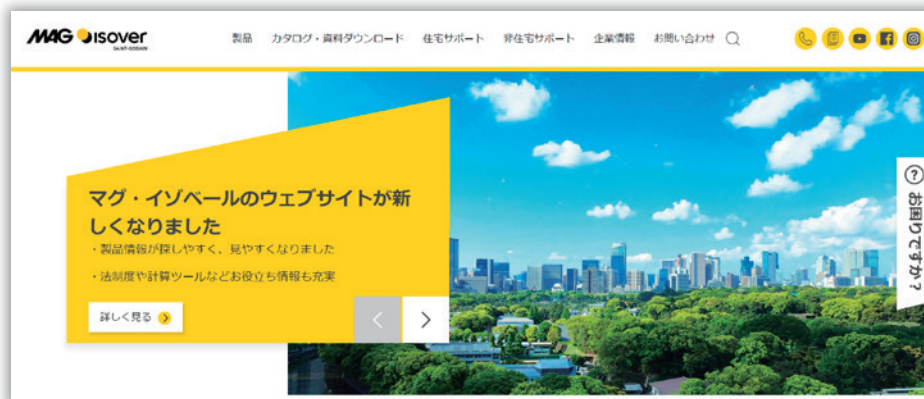 MAG isover
SAINT-GOBAIN
製品 カタログ・資料ダウンロード 住宅サポート 非住宅サポート 企業情報 お問い合わせ
マグ・イゾベールのウェブサイトが新
しくなりました
・製品情報が探しやすく、見やすくなりました
・法制度や計算ツールなどお役立ち情報も充実
詳しく見る
? お困りですか?